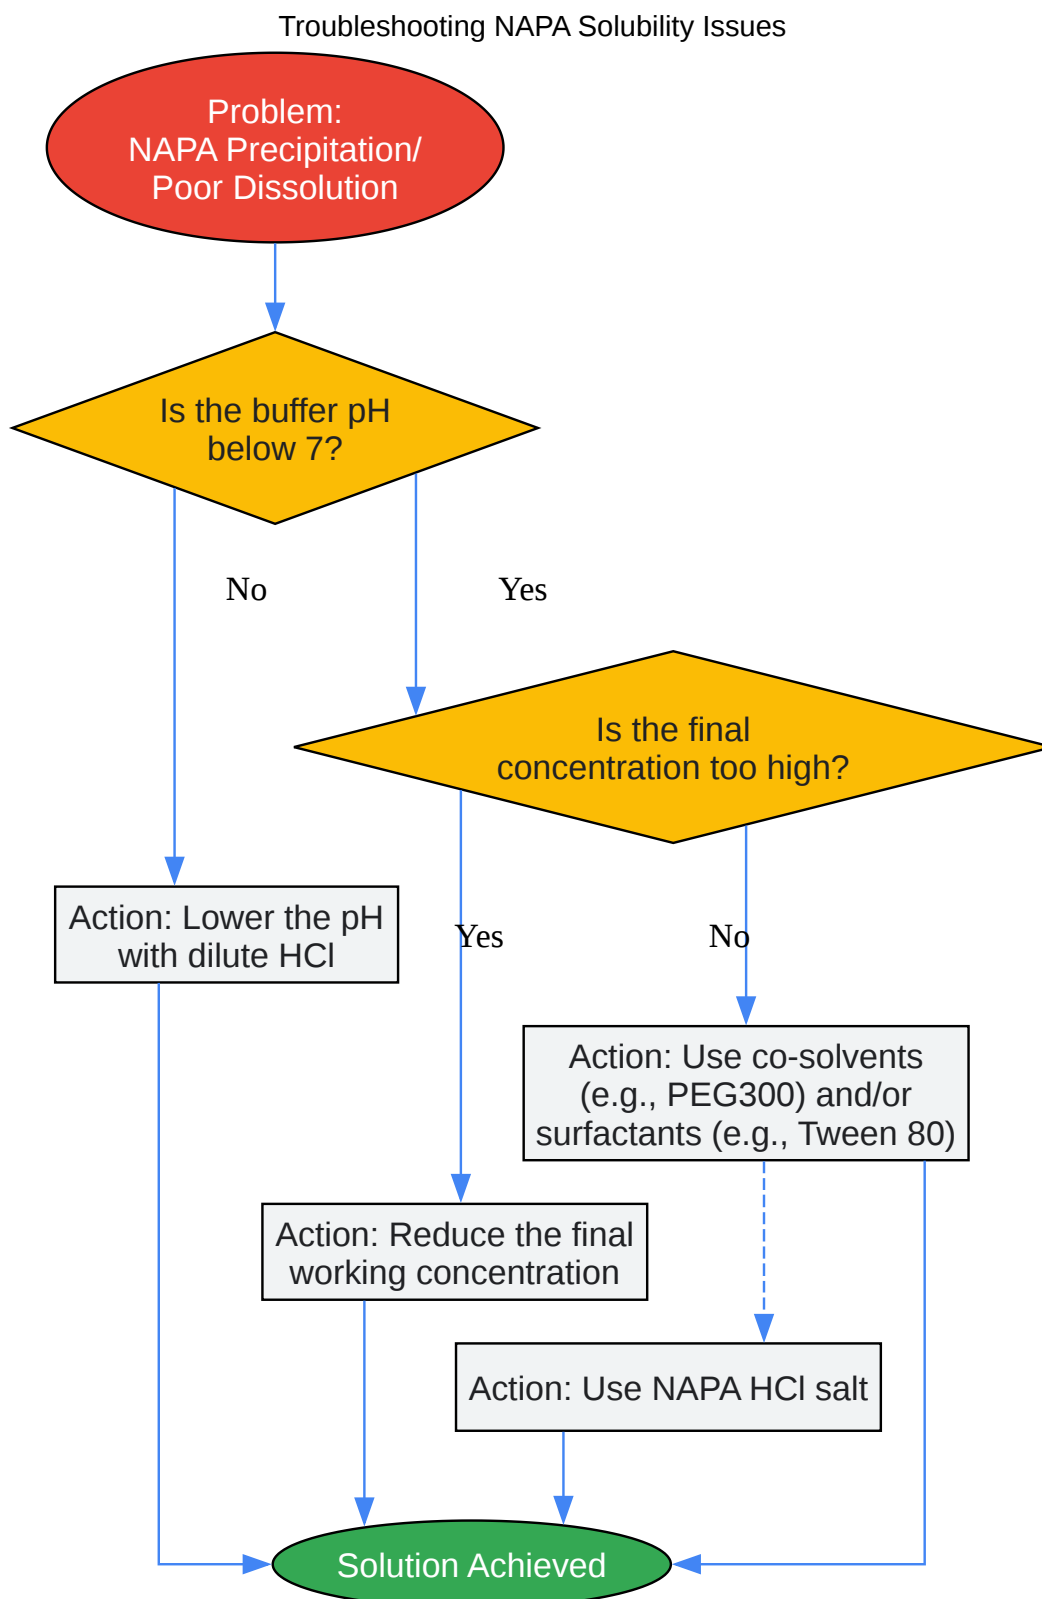 Troubleshooting NAPA Solubility Issues
Problem:
NAPA Precipitation/
Poor Dissolution
Is the buffer pH
below 7?
No
Yes
Is the final
concentration too high?
Action: Lower the pH
with dilute HCl
Yes
No
Action: Use co-solvents
(e.g., PEG300) and/or
surfactants (e.g., Tween 80)
Action: Reduce the final
working concentration
Action: Use NAPA HCl salt
Solution Achieved